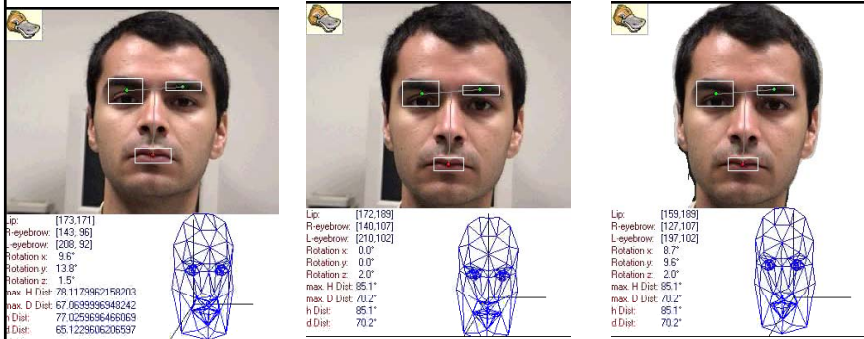 Lip: [173,171]
R-eyebrow: [143, 96]
L-eyebrow: [208, 92]
Rotation x: 9.6°
Rotation y: 13.8°
Rotation z: 1.5°
max. H Dist: 78.1179962158203
max. D Dist: 67.0699996948242
h Dist: 77.0259696466069
d Dist: 65.1229606206597
Lip: [172,189]
R-eyebrow: [140,107]
L-eyebrow: [210,102]
Rotation x: 0.0°
Rotation y: 0.0°
Rotation z: 2.0°
max. H Dist: 85.1°
max. D Dist: 70.2°
h Dist: 85.1°
d Dist: 70.2°
Lip: [159,189]
R-eyebrow: [127,107]
L-eyebrow: [197,102]
Rotation x: 8.7°
Rotation y: 9.6°
Rotation z: 2.0°
max. H Dist: 85.1°
max. D Dist: 70.2°
h Dist: 85.1°
d Dist: 70.2°